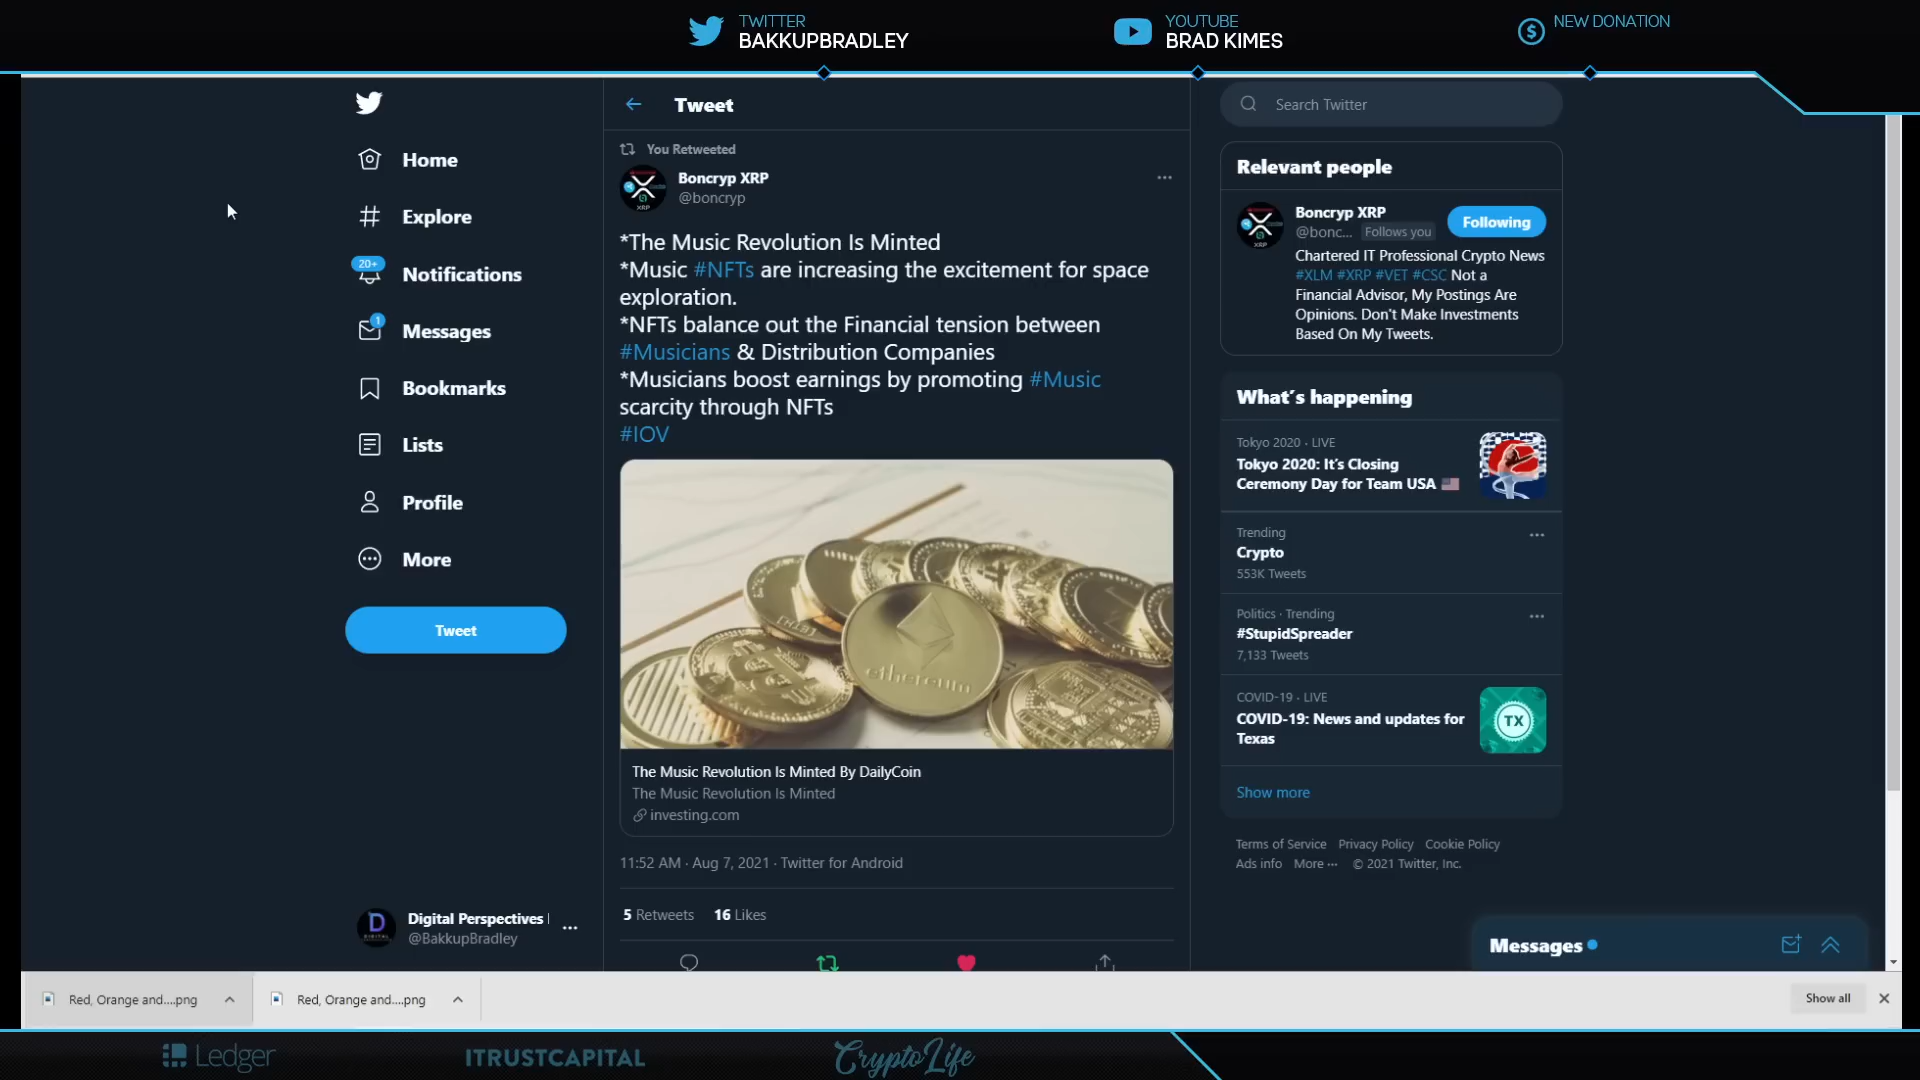 TWITTER
BAKKUPBRADLEY
YOUTUBE
BRAD KIMES
NEW DONATION
Home
Explore
20+
Notifications
1
Messages
Bookmarks
Lists
Profile
More
Tweet
Digital Perspectives |
@BakkupBradley
Tweet
You Retweeted
Boncryp XRP
@boncryp
*The Music Revolution Is Minted
*Music #NFTs are increasing the excitement for space
exploration.
*NFTs balance out the Financial tension between
#Musicians & Distribution Companies
*Musicians boost earnings by promoting #Music
scarcity through NFTs
#IOV
ethereum
The Music Revolution Is Minted By DailyCoin
The Music Revolution Is Minted
investing.com
11:52 AM · Aug 7, 2021 · Twitter for Android
5 Retweets 16 Likes
Search Twitter
Relevant people
Boncryp XRP
@bonc... Follows you
Following
Chartered IT Professional Crypto News
#XLM #XRP #VET #CSC Not a
Financial Advisor, My Postings Are
Opinions. Don't Make Investments
Based On My Tweets.
What's happening
Tokyo 2020 · LIVE
Tokyo 2020: It's Closing
Ceremony Day for Team USA
Trending
Crypto
553K Tweets
Politics · Trending
#StupidSpreader
7,133 Tweets
COVID-19 · LIVE
COVID-19: News and updates for
Texas
TX
Show more
Terms of Service Privacy Policy Cookie Policy
Ads info More ··· © 2021 Twitter, Inc.
Messages
Red, Orange and....png
Red, Orange and....png
Show all
Ledger
ITRUSTCAPITAL
CryptoLife